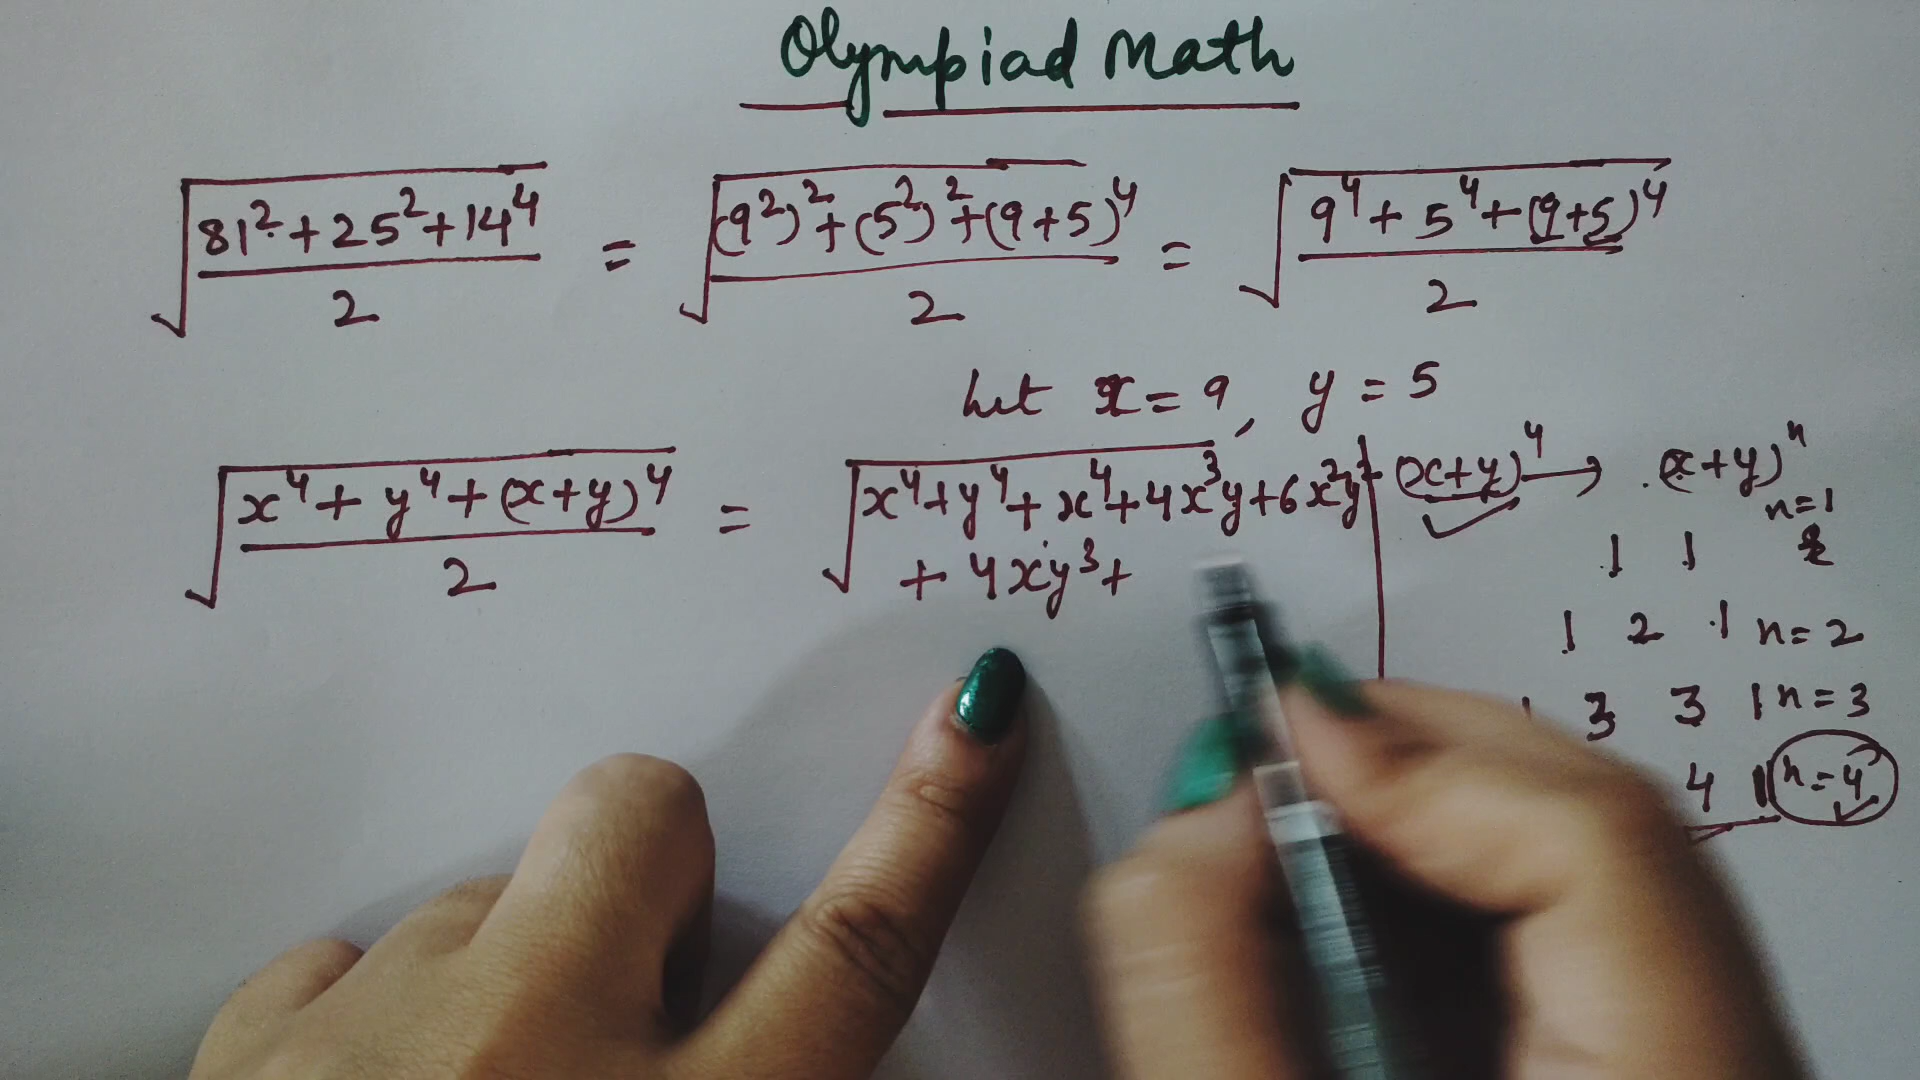 Olympiad Math
√((81² + 25² + 14⁴)/2) = √(((9²)² + (5²)² + (9+5)⁴)/2) = √((9⁴ + 5⁴ + (9+5)⁴)/2)
Let x = 9, y = 5
√((x⁴ + y⁴ + (x+y)⁴)/2) = √(x⁴ + y⁴ + x⁴ + 4x³y + 6x²y²
+ 4xy³ +
(x+y)⁴ → (x+y)ⁿ
n=1
1 1
1 2 1 n=2
1 3 3 1 n=3
4 1 n=4